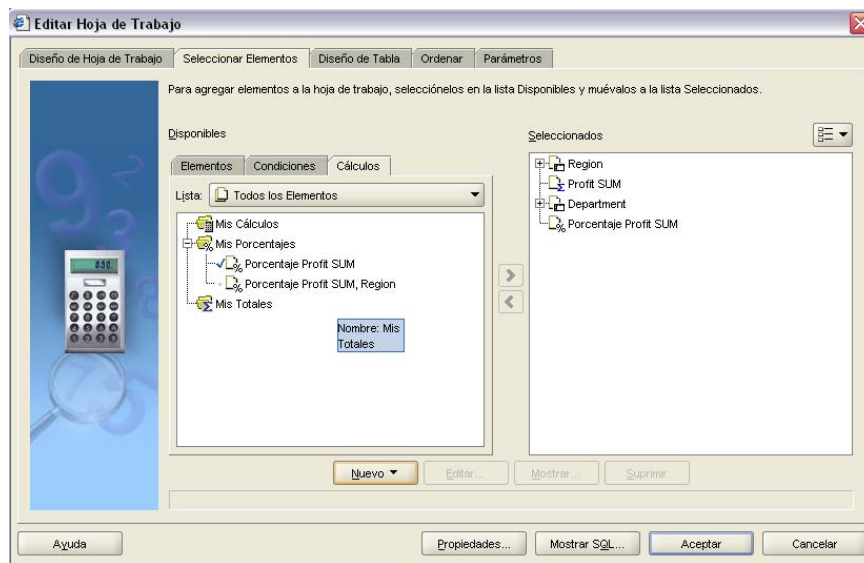 Editar Hoja de Trabajo
Diseño de Hoja de Trabajo Seleccionar Elementos Diseño de Tabla Ordenar Parámetros
Para agregar elementos a la hoja de trabajo, selecciónelos en la lista Disponibles y muévalos a la lista Seleccionados.
Disponibles
Elementos Condiciones Cálculos
Lista: Todos los Elementos
Mis Cálculos
Mis Porcentajes
Porcentaje Profit SUM
Porcentaje Profit SUM, Region
Mis Totales
Nombre: Mis
Totales
Seleccionados
Region
Profit SUM
Department
Porcentaje Profit SUM
Nuevo Editar... Mostrar... Suprimir
Ayuda Propiedades... Mostrar SQL... Aceptar Cancelar